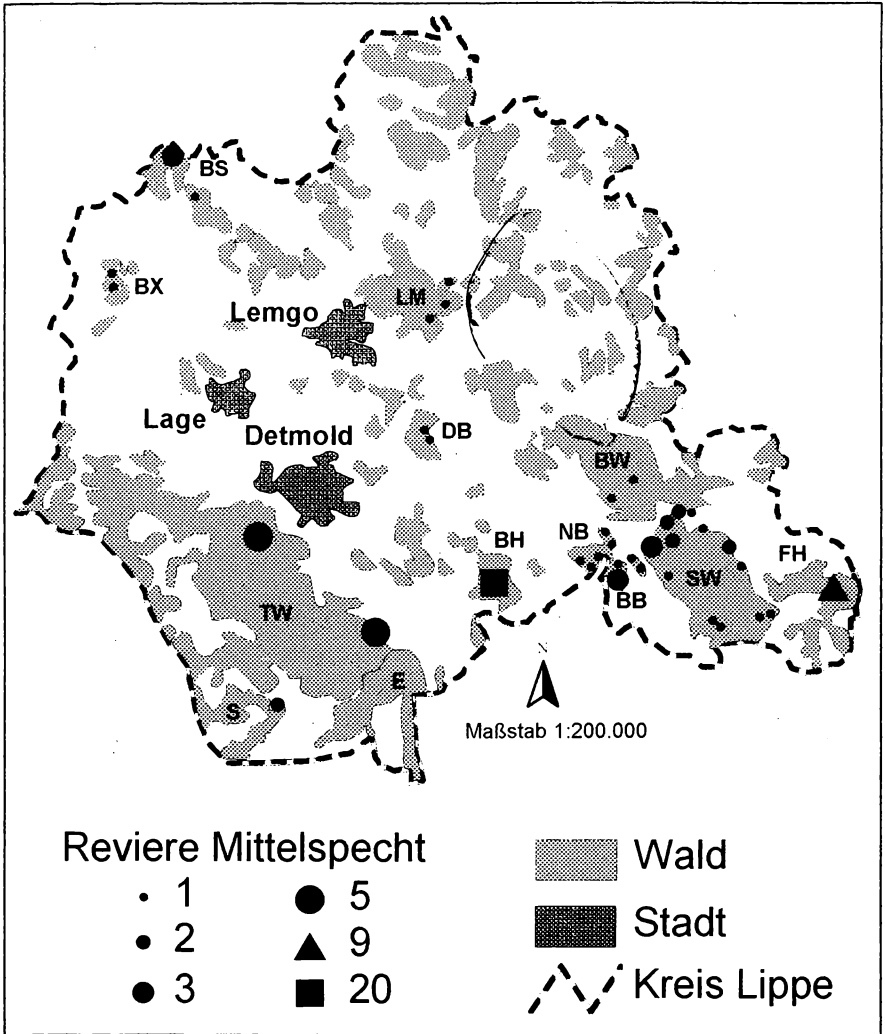 BS
BX
LM
Lemgo
Lage
Detmold
DB
BW
BH
NB
FH
SW
BB
TW
E
S
N
Maßstab 1:200.000
Reviere Mittelspecht
1
2
3
5
9
20
Wald
Stadt
Kreis Lippe